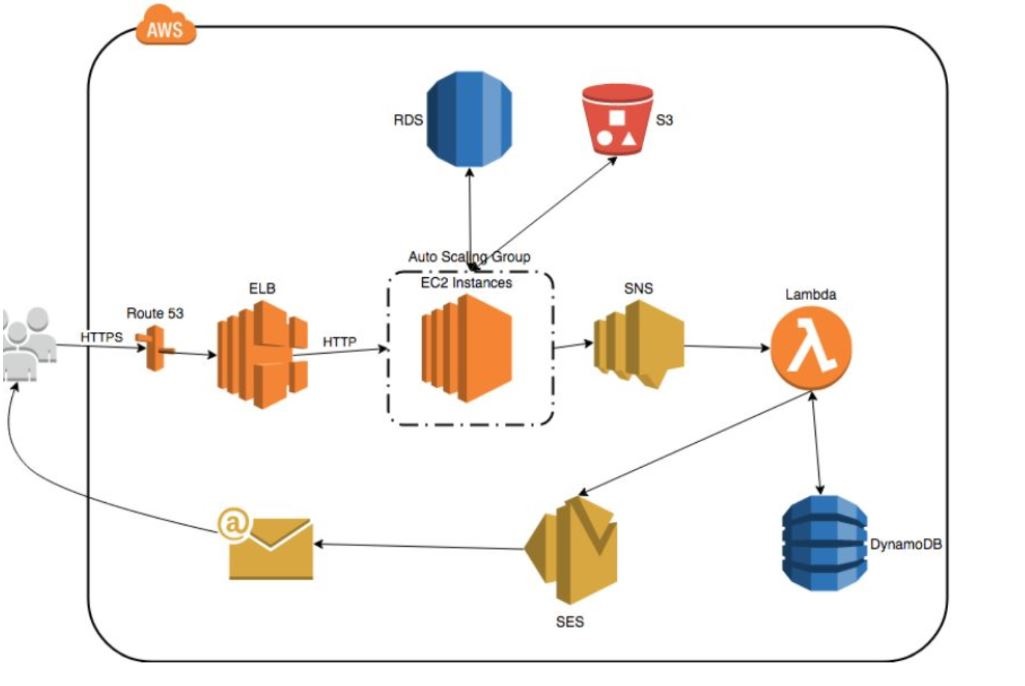 AWS
RDS
S3
Auto Scaling Group
EC2 Instances
ELB
SNS
Lambda
Route 53
HTTPS
HTTP
λ
@
DynamoDB
SES